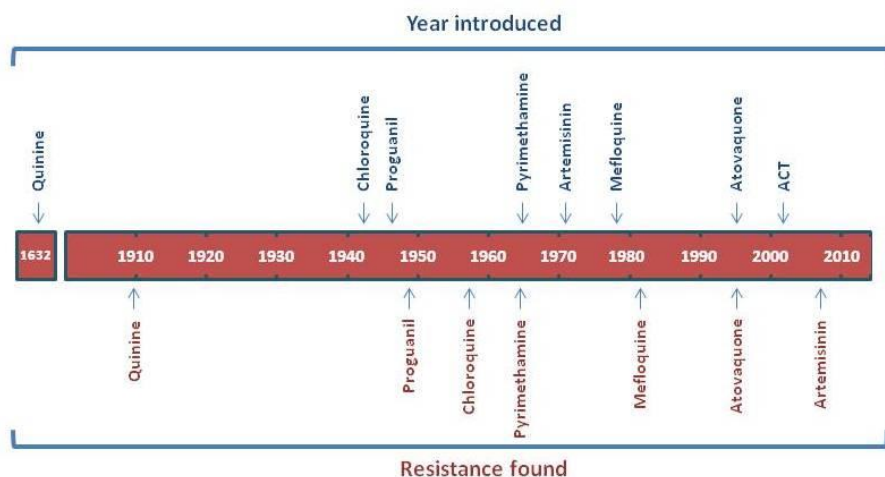 Year introduced
Quinine
Chloroquine
Proguanil
Pyrimethamine
Artemisinin
Mefloquine
Atovaquone
ACT
1632
1910 1920 1930 1940 1950 1960 1970 1980 1990 2000 2010
Quinine
Proguanil
Chloroquine
Pyrimethamine
Mefloquine
Atovaquone
Artemisinin
Resistance found